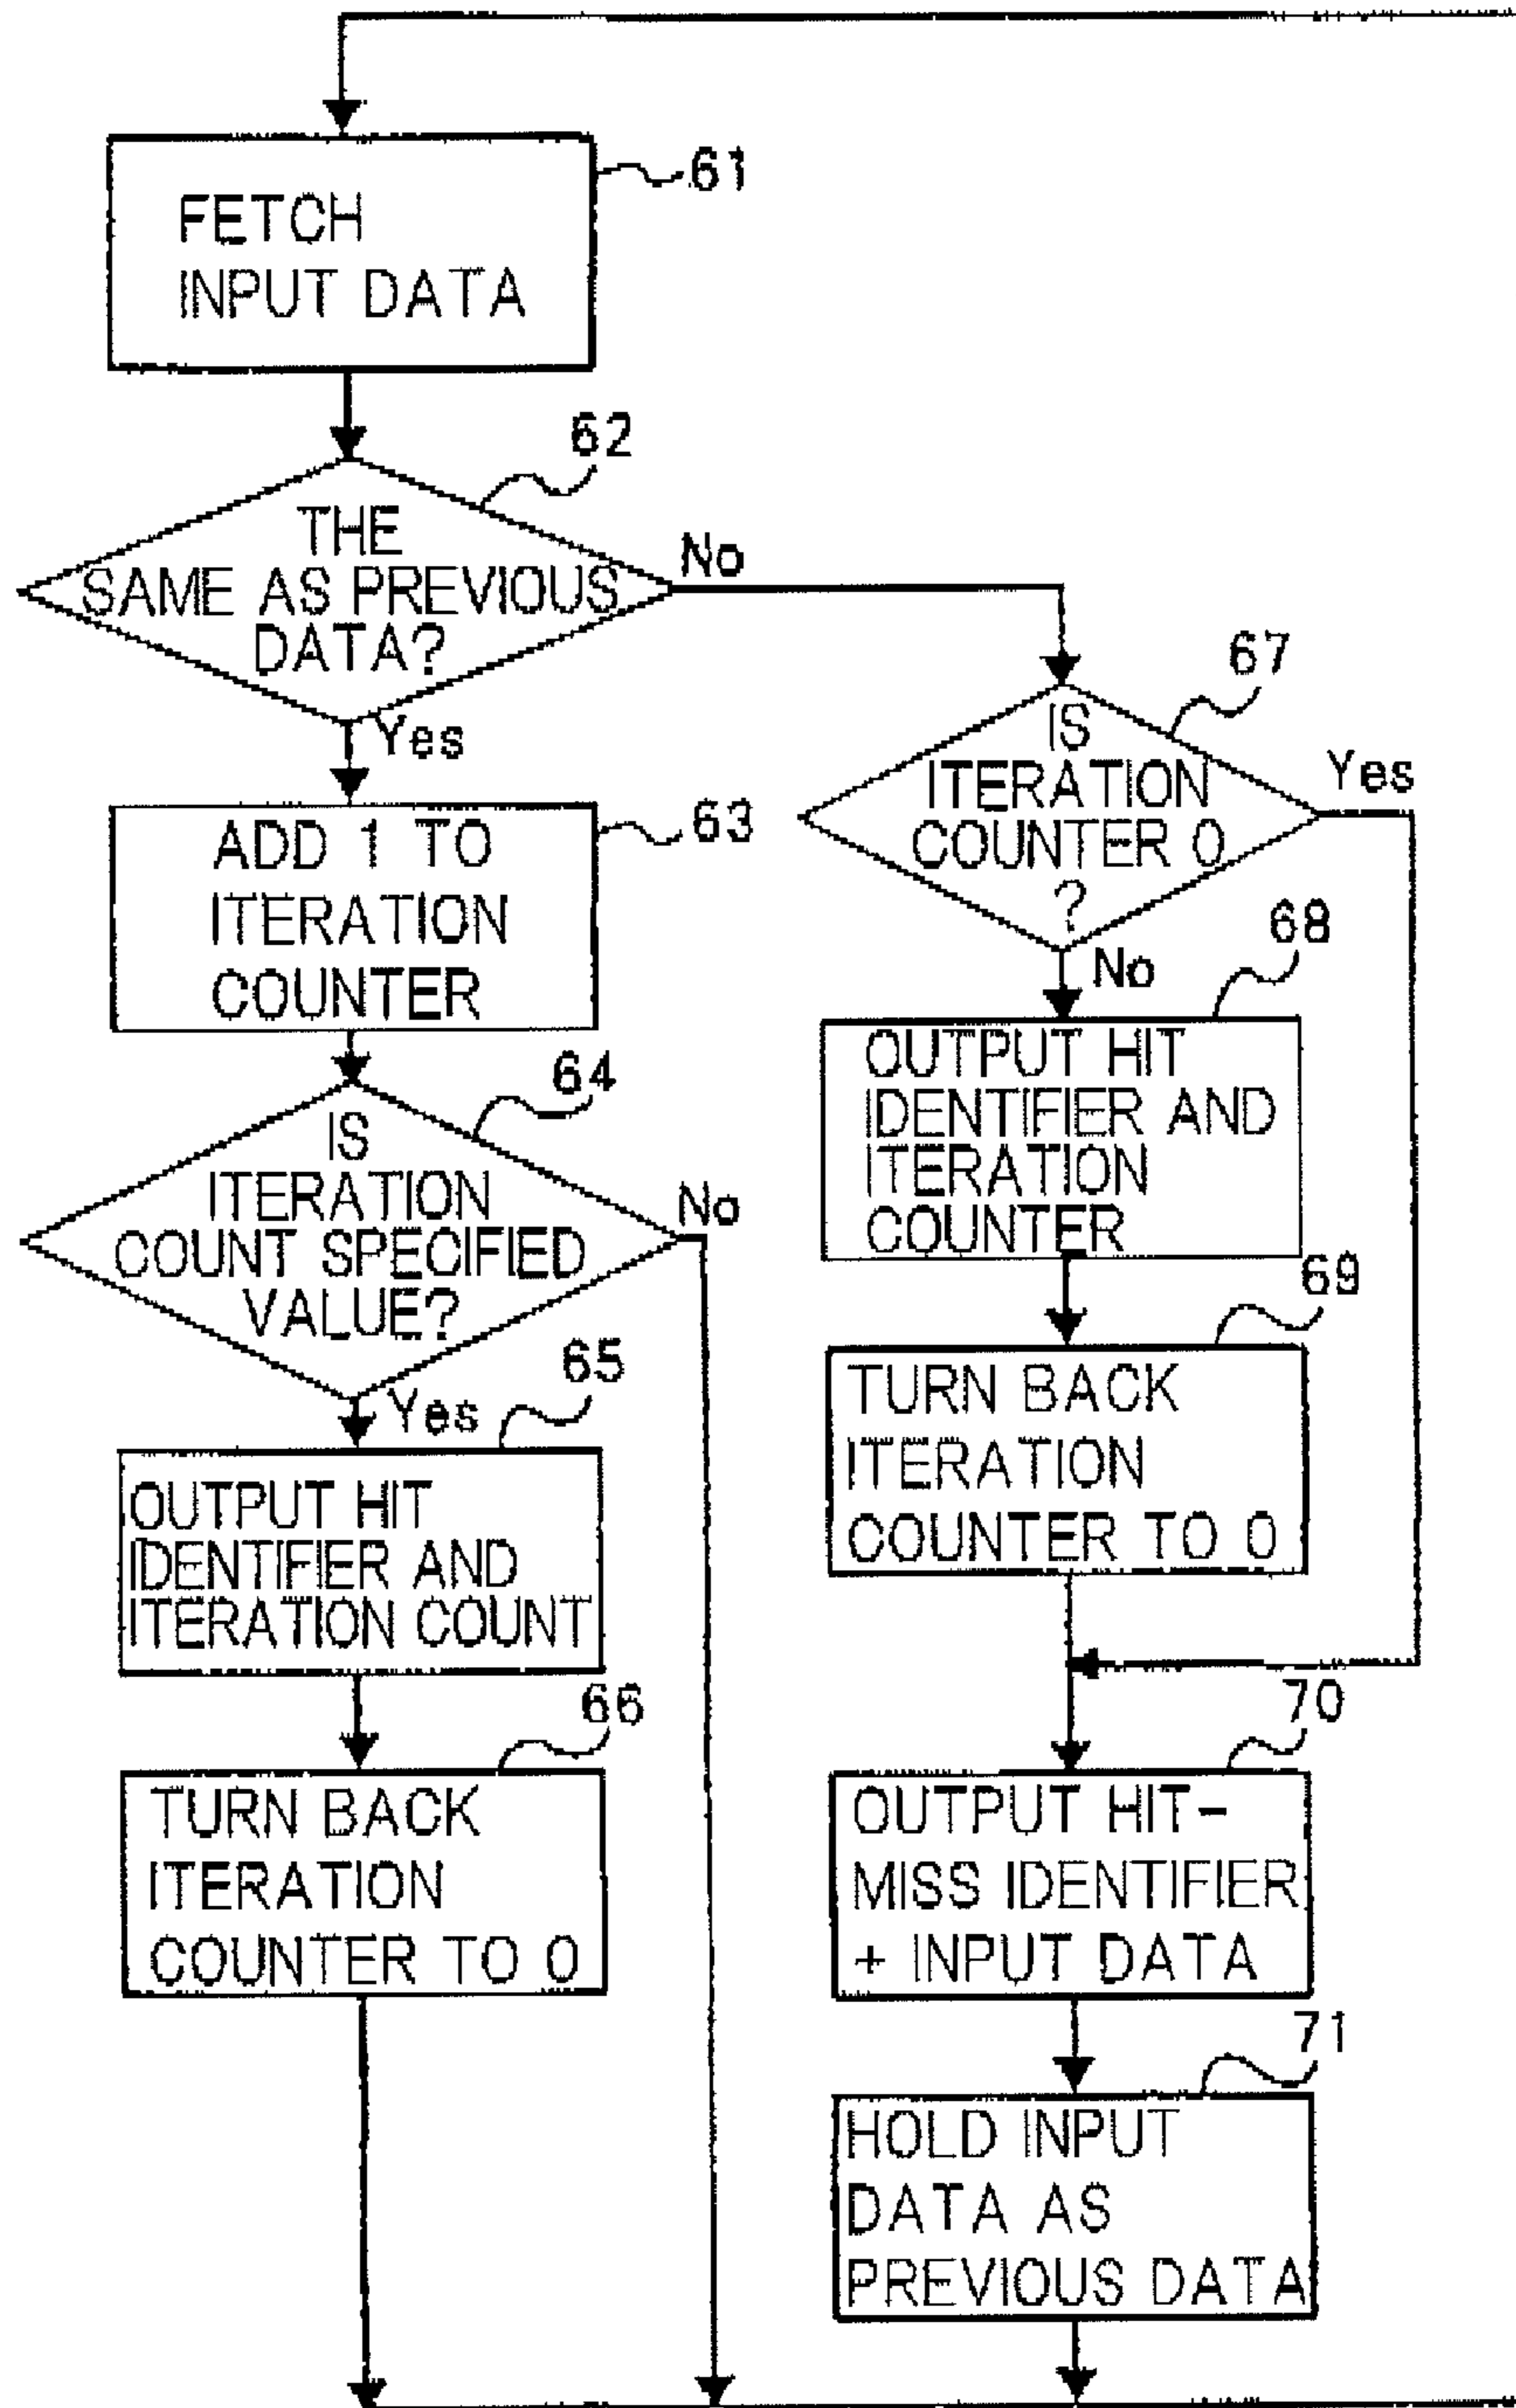 61
FETCH
INPUT DATA
62
THE
SAME AS PREVIOUS
DATA?
No
Yes
63
ADD 1 TO
ITERATION
COUNTER
64
IS
ITERATION
COUNT SPECIFIED
VALUE?
No
Yes
65
OUTPUT HIT
IDENTIFIER AND
ITERATION COUNT
66
TURN BACK
ITERATION
COUNTER TO 0
67
IS
ITERATION
COUNTER 0
?
Yes
No
68
OUTPUT HIT
IDENTIFIER AND
ITERATION
COUNTER
69
TURN BACK
ITERATION
COUNTER TO 0
70
OUTPUT HIT-
MISS IDENTIFIER
+ INPUT DATA
71
HOLD INPUT
DATA AS
PREVIOUS DATA